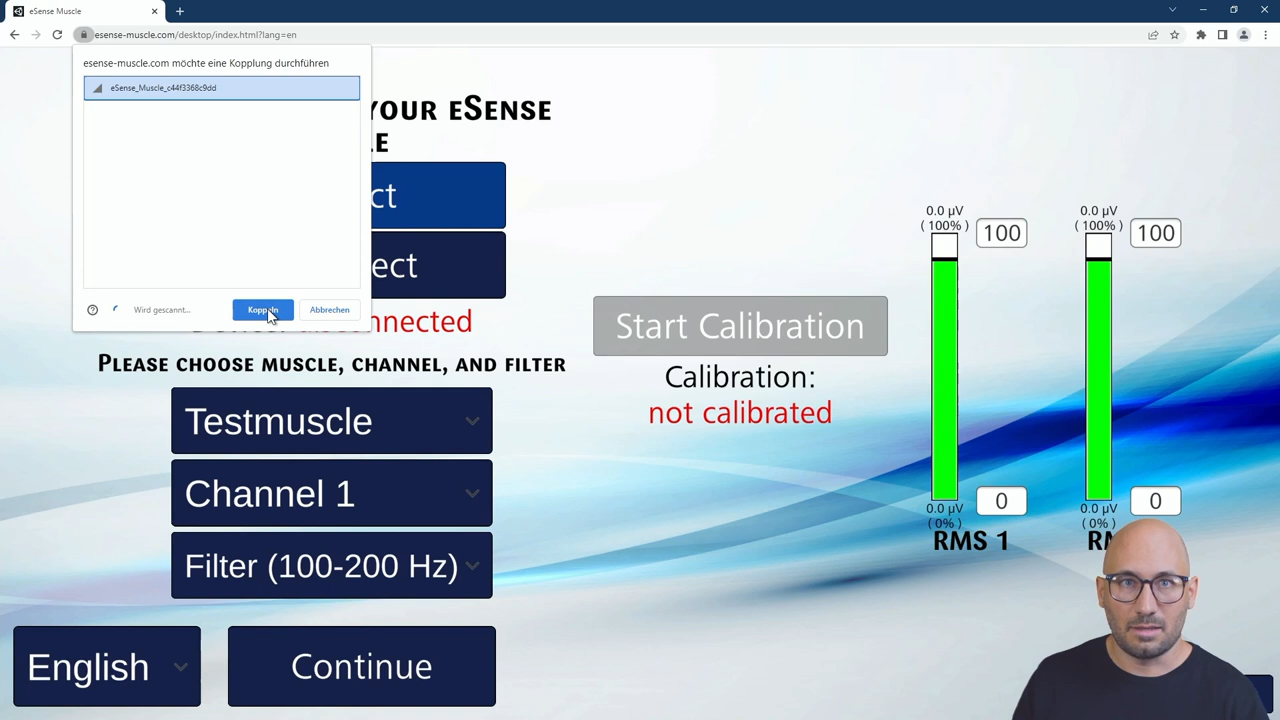 eSense Muscle
esense-muscle.com/desktop/index.html?lang=en
esense-muscle.com möchte eine Kopplung durchführen
eSense_Muscle_c44f3368c9dd
Wird gescannt...
Koppeln
Abbrechen
YOUR ESENSE
LE
ct
ect
nnected
PLEASE CHOOSE MUSCLE, CHANNEL, AND FILTER
Testmuscle
Channel 1
Filter (100-200 Hz)
English
Continue
Start Calibration
Calibration:
not calibrated
0.0 µV
( 100% )
100
0
0.0 µV
( 0% )
RMS 1
0.0 µV
( 100% )
100
0
0.0 µV
( 0% )